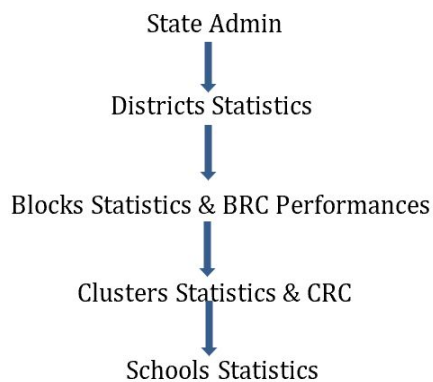 State Admin
Districts Statistics
Blocks Statistics & BRC Performances
Clusters Statistics & CRC
Schools Statistics